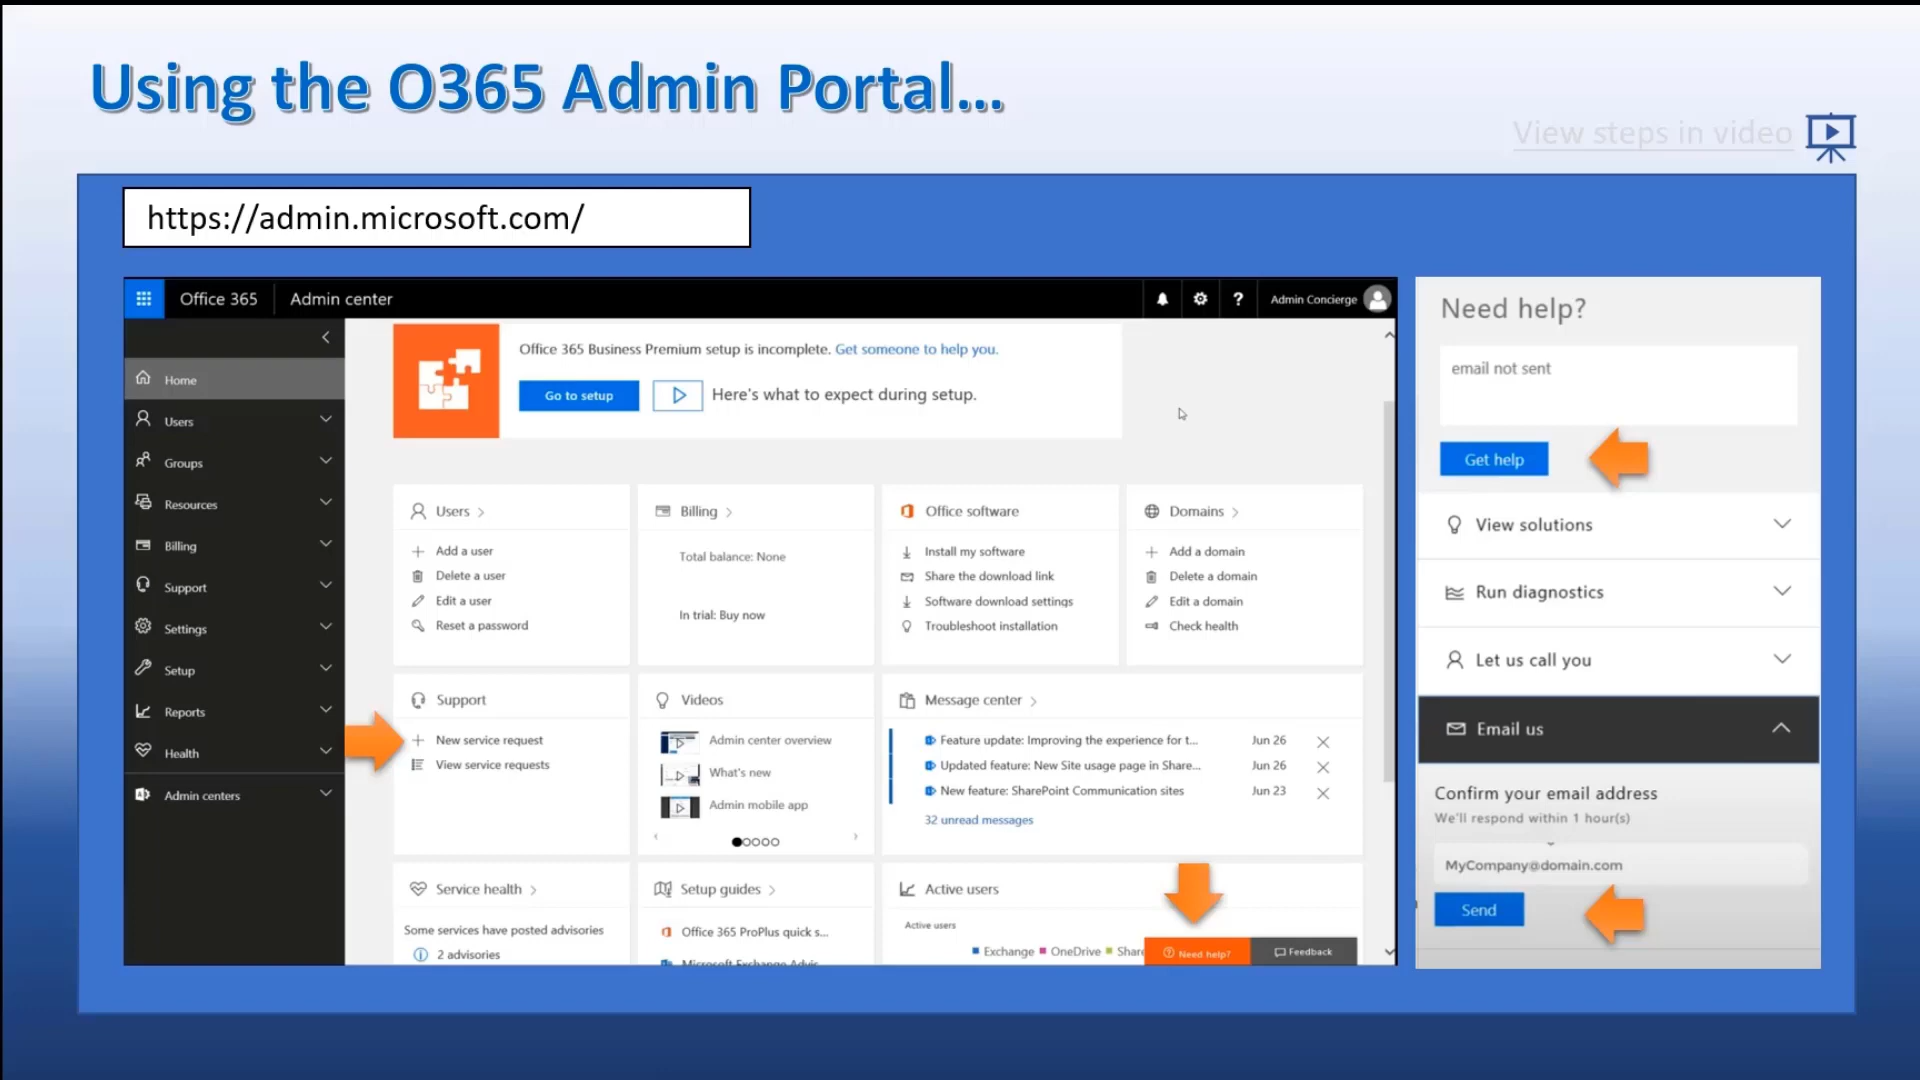 Using the O365 Admin Portal...
View steps in video
https://admin.microsoft.com/
Office 365
Admin center
Admin Concierge
Home
Users
Groups
Resources
Billing
Support
Settings
Setup
Reports
Health
Admin centers
Office 365 Business Premium setup is incomplete. Get someone to help you.
Go to setup
Here's what to expect during setup.
Users
Add a user
Delete a user
Edit a user
Reset a password
Billing
Total balance: None
In trial: Buy now
Office software
Install my software
Share the download link
Software download settings
Troubleshoot installation
Domains
Add a domain
Delete a domain
Edit a domain
Check health
Support
New service request
View service requests
Videos
Admin center overview
What's new
Admin mobile app
Message center
Feature update: Improving the experience for t... Jun 26
Updated feature: New Site usage page in Share... Jun 26
New feature: SharePoint Communication sites Jun 23
32 unread messages
Service health
Some services have posted advisories
2 advisories
Setup guides
Office 365 ProPlus quick s...
Microsoft Exchange Advis
Active users
Active users
Exchange OneDrive Share
Need help?
Feedback
Need help?
email not sent
Get help
View solutions
Run diagnostics
Let us call you
Email us
Confirm your email address
We'll respond within 1 hour(s)
MyCompany@domain.com
Send